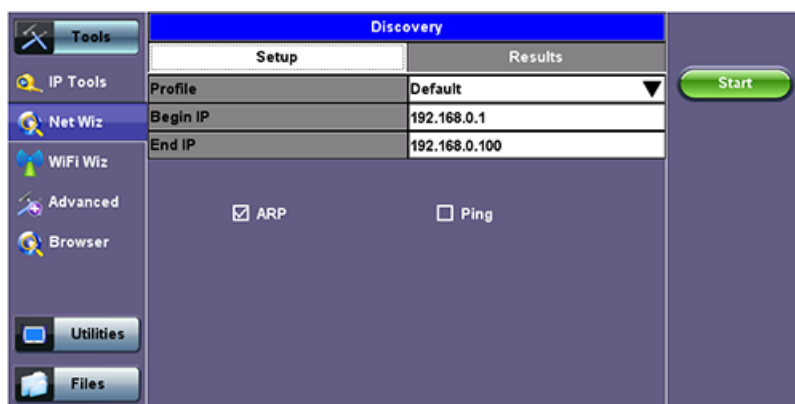 Tools
IP Tools
Net Wiz
WiFi Wiz
Advanced
Browser
Utilities
Files
Discovery
Setup Results
Profile Default
Begin IP 192.168.0.1
End IP 192.168.0.100
ARP Ping
Start